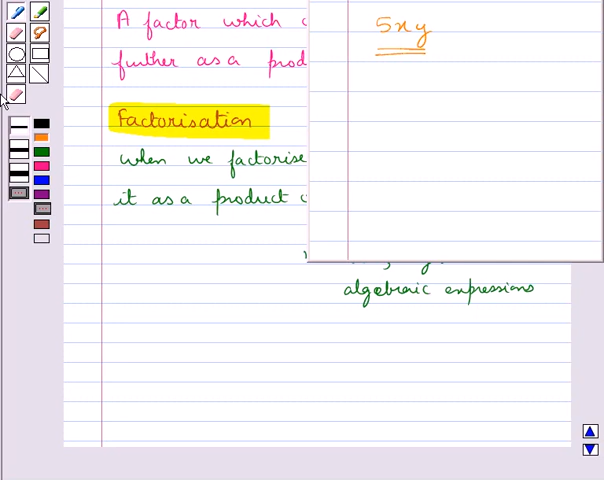 A factor which
further as a prod
5xy
Factorisation
when we factorise
it as a product
algebraic expressions